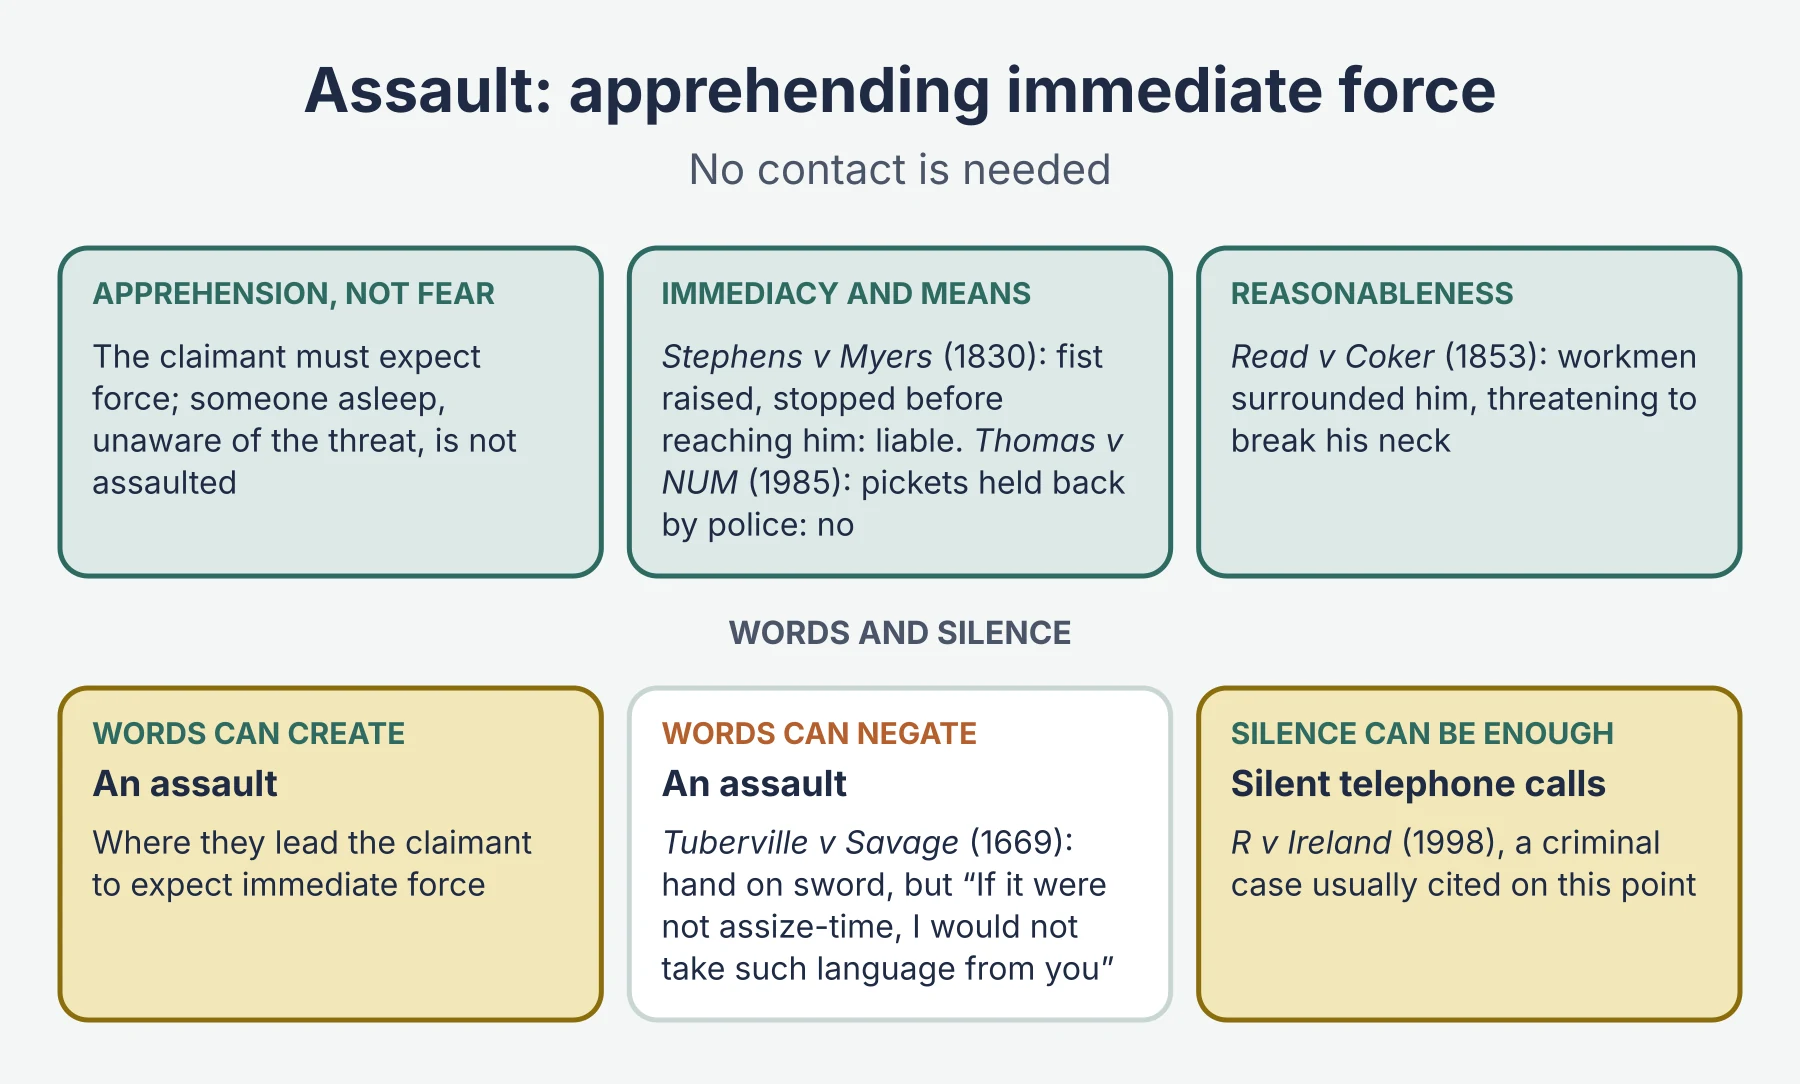 Assault: apprehending immediate force
No contact is needed
APPREHENSION, NOT FEAR
The claimant must expect
force; someone asleep,
unaware of the threat, is not
assaulted
IMMEDIACY AND MEANS
Stephens v Myers (1830): fist
raised, stopped before
reaching him: liable. Thomas v
NUM (1985): pickets held back
by police: no
REASONABLENESS
Read v Coker (1853): workmen
surrounded him, threatening to
break his neck
WORDS AND SILENCE
WORDS CAN CREATE
An assault
Where they lead the claimant
to expect immediate force
WORDS CAN NEGATE
An assault
Tuberville v Savage (1669):
hand on sword, but “If it were
not assize-time, I would not
take such language from you”
SILENCE CAN BE ENOUGH
Silent telephone calls
R v Ireland (1998), a criminal
case usually cited on this point